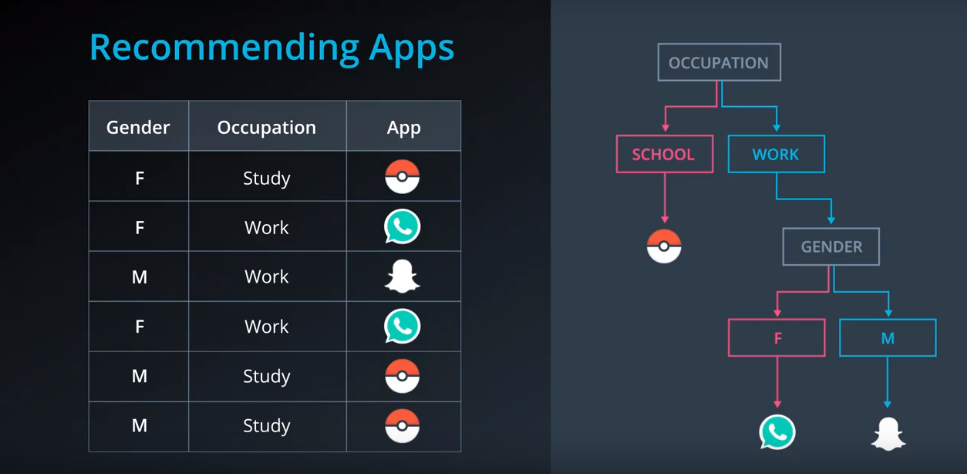 Recommending Apps
Gender Occupation App
F Study
F Work
M Work
F Work
M Study
M Study
OCCUPATION
SCHOOL WORK
GENDER
F M